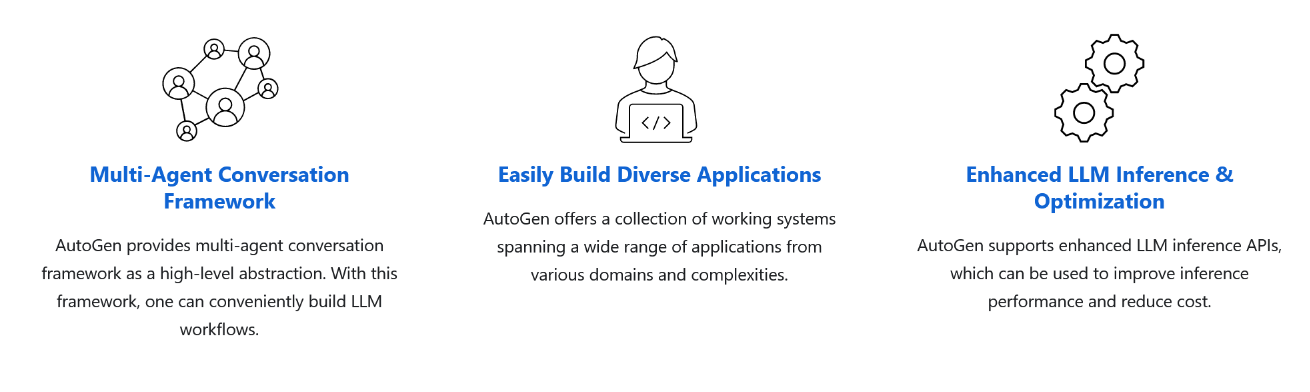 </>
Multi-Agent Conversation
Framework
AutoGen provides multi-agent conversation
framework as a high-level abstraction. With this
framework, one can conveniently build LLM
workflows.
Easily Build Diverse Applications
AutoGen offers a collection of working systems
spanning a wide range of applications from
various domains and complexities.
Enhanced LLM Inference &
Optimization
AutoGen supports enhanced LLM inference APIs,
which can be used to improve inference
performance and reduce cost.